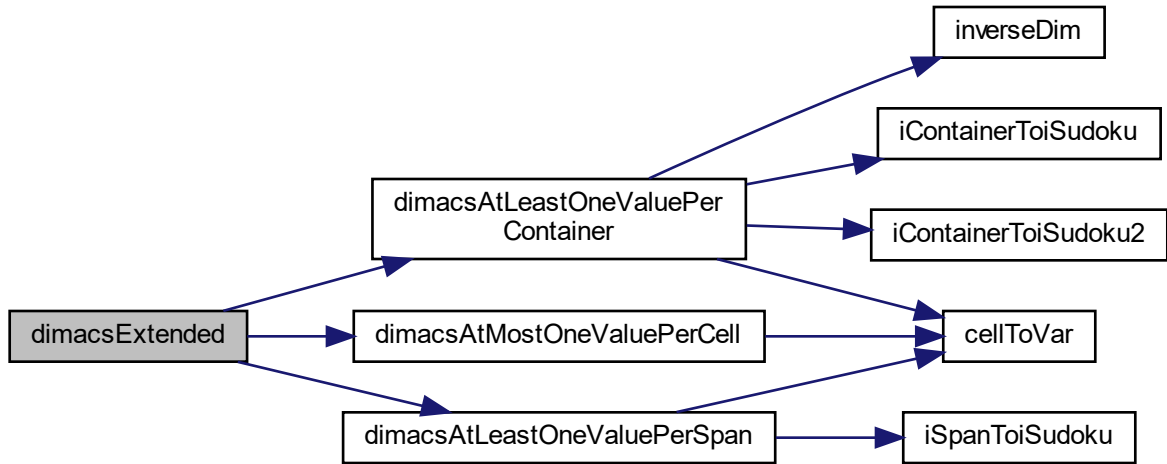 inverseDim
iContainerToiSudoku
dimacsAtLeastOneValuePer
Container
iContainerToiSudoku2
dimacsExtended
dimacsAtMostOneValuePerCell
cellToVar
dimacsAtLeastOneValuePerSpan
iSpanToiSudoku